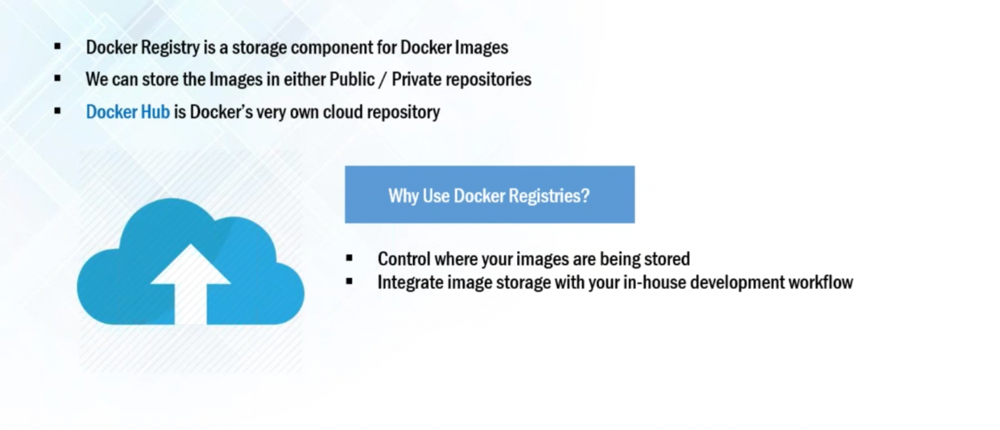 Docker Registry is a storage component for Docker Images
We can store the Images in either Public / Private repositories
Docker Hub is Docker’s very own cloud repository
Why Use Docker Registries?
Control where your images are being stored
Integrate image storage with your in-house development workflow